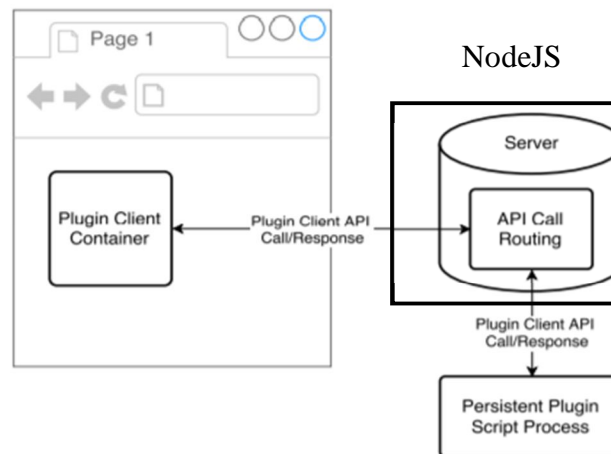 Page 1
NodeJS
Server
Plugin Client
Container
Plugin Client API
Call/Response
API Call
Routing
Plugin Client API
Call/Response
Persistent Plugin
Script Process